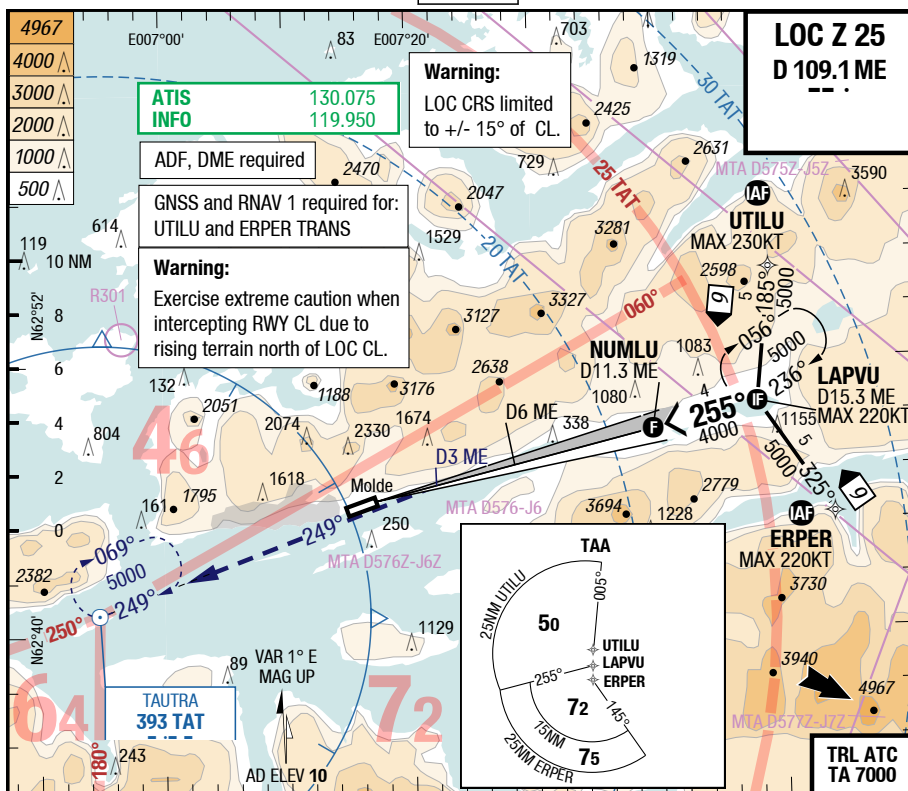 4967
4000
3000
2000
1000
500
E007°00'
83
E007°20'
703
1319
LOC Z 25
D 109.1 ME
ATIS 130.075
INFO 119.950
Warning:
LOC CRS limited
to +/- 15° of CL.
2425
30 TAT
2631
MTA D575Z-J5Z
3590
ADF, DME required
2470
729
25 TAT
IAF
UTILU
MAX 230KT
GNSS and RNAV 1 required for:
UTILU and ERPER TRANS
2047
3281
614
1529
20 TAT
119
10 NM
2598
185°
5
5000
R301
Warning:
Exercise extreme caution when
intercepting RWY CL due to
rising terrain north of LOC CL.
N62°52'
8
3127
3327
060°
9
056°
5000
236°
NUMLU
D11.3 ME
1083
LAPVU
D15.3 ME
MAX 220KT
6
132
1188
3176
2638
1080
IF
4
2051
2074
2330
1674
D6 ME
338
F
255°
4000
1155
5
5000
325°
9
804
46
D3 ME
2
1795
1618
Molde
MTA D576-J6
2779
161
249°
250
3694
1228
IAF
ERPER
MAX 220KT
0
069°
5000
249°
MTA D576Z-J6Z
2382
TAA
25NM UTILU
005°
50
UTILU
LAPVU
ERPER
255°
145°
72
15NM
75
25NM ERPER
3730
250°
N62°40'
1129
3940
4967
64
89
VAR 1° E
MAG UP
72
MTA D577Z-J7Z
TAUTRA
393 TAT
180°
243
AD ELEV 10
TRL ATC
TA 7000